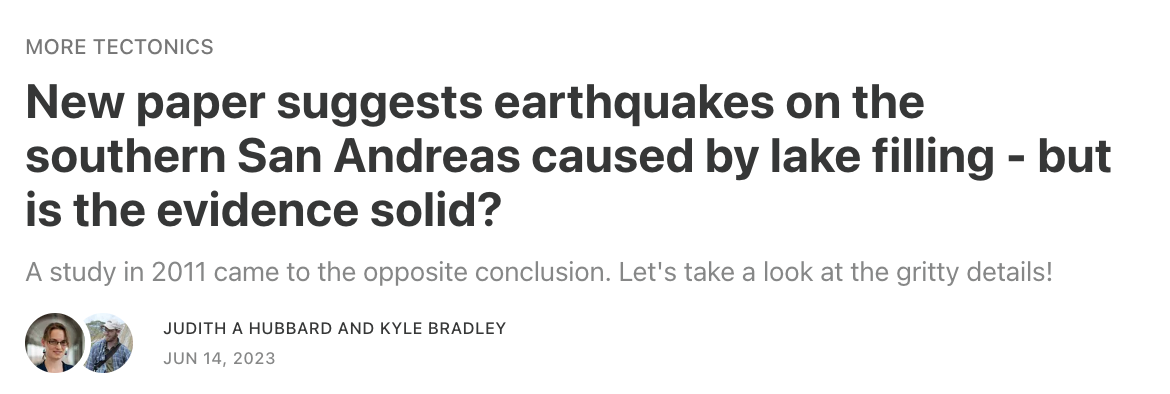 MORE TECTONICS
New paper suggests earthquakes on the
southern San Andreas caused by lake filling - but
is the evidence solid?
A study in 2011 came to the opposite conclusion. Let's take a look at the gritty details!
JUDITH A HUBBARD AND KYLE BRADLEY
JUN 14, 2023